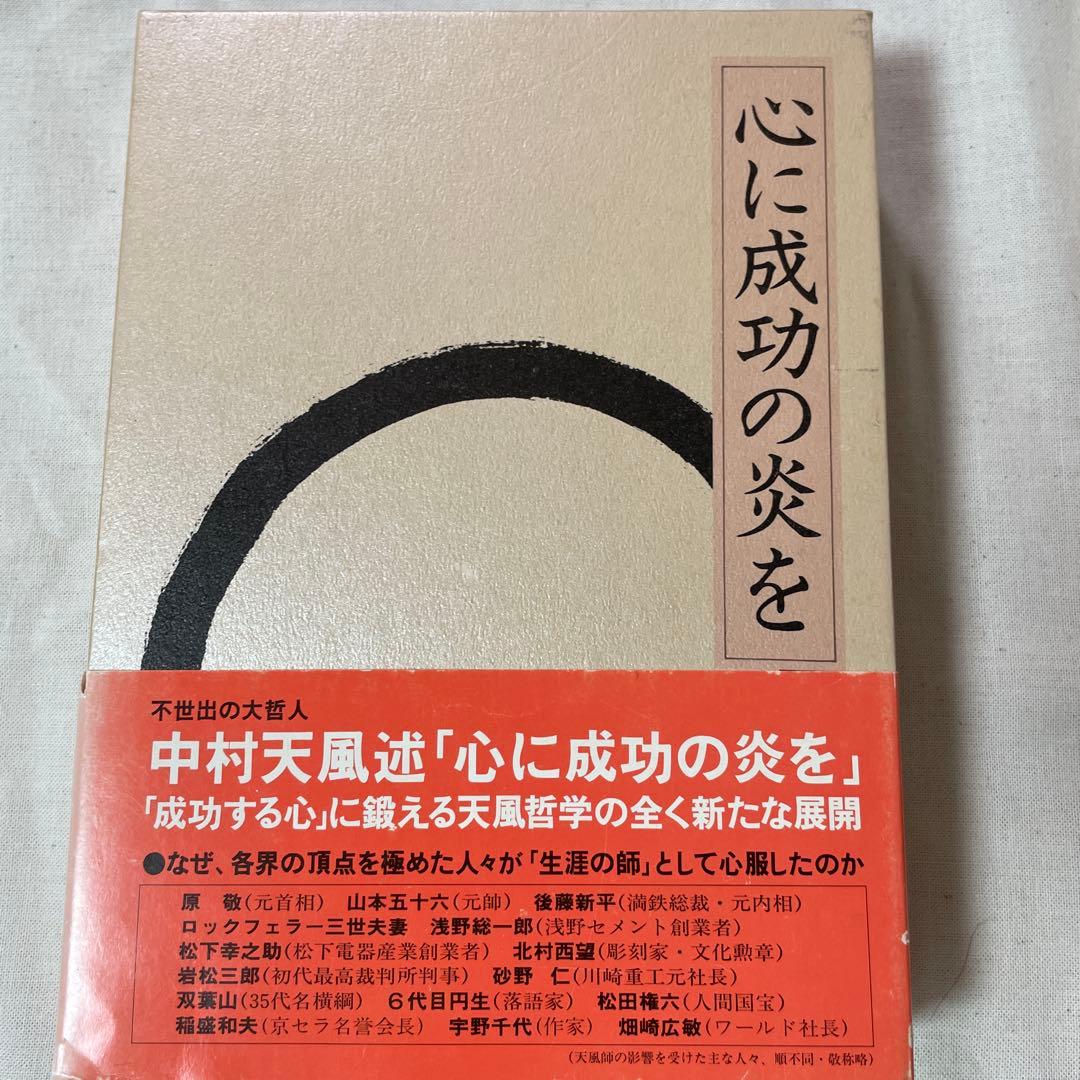 心に成功の炎を
不世出の大哲人
中村天風述「心に成功の炎を」
「成功する心」に鍛える天風哲学の全く新たな展開
●なぜ、各界の頂点を極めた人々が「生涯の師」として心服したのか
原　敬(元首相)　山本五十六(元帥)　後藤新平(満鉄総裁・元内相)
ロックフェラー三世夫妻　浅野総一郎(浅野セメント創業者)
松下幸之助(松下電器産業創業者)　北村西望(彫刻家・文化勲章)
岩松三郎(初代最高裁判所判事)　砂野　仁(川崎重工元社長)
双葉山(35代名横綱)　6代目円生(落語家)　松田権六(人間国宝)
稲盛和夫(京セラ名誉会長)　宇野千代(作家)　畑崎広敏(ワールド社長)
(天風師の影響を受けた主な人々、順不同・敬称略)